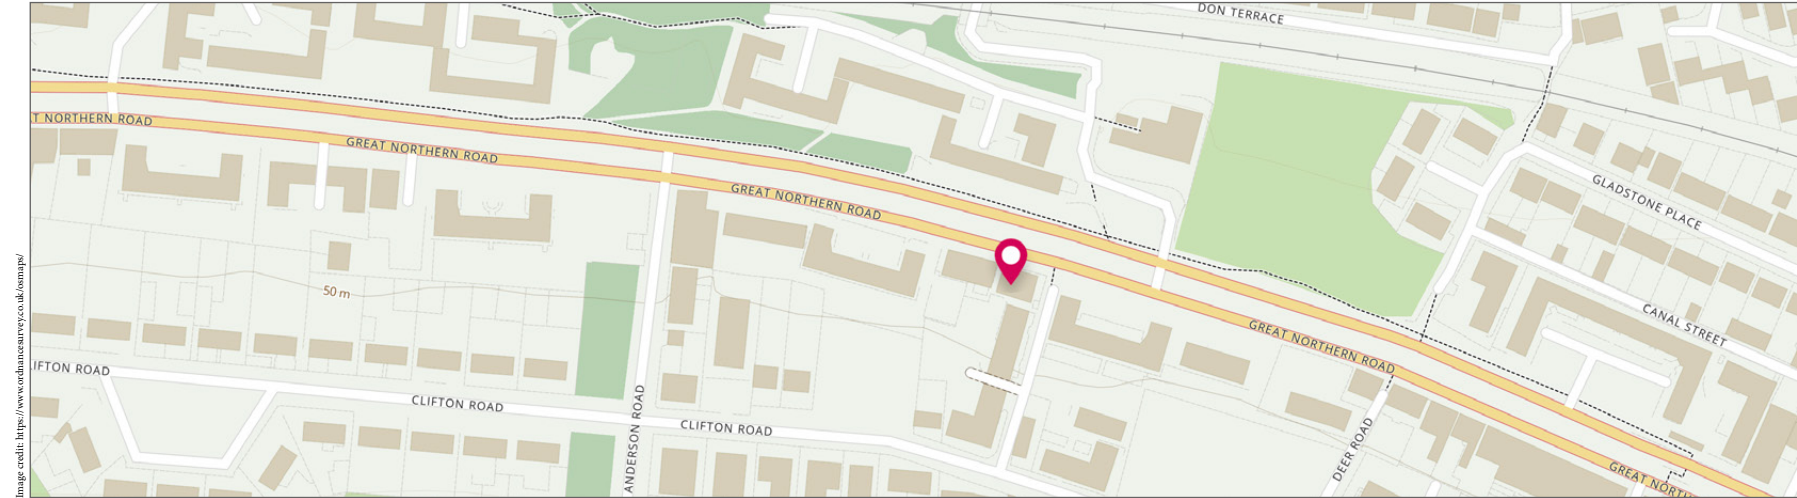 DON TERRACE
T NORTHERN ROAD
GREAT NORTHERN ROAD
GREAT NORTHERN ROAD
GLADSTONE PLACE
50 m
CANAL STREET
GREAT NORTHERN ROAD
LIFTON ROAD
CLIFTON ROAD
CLIFTON ROAD
ANDERSON ROAD
ADEER ROAD
GREAT NORTH
Image credit: https://www.ordnancesurvey.co.uk/osmaps/